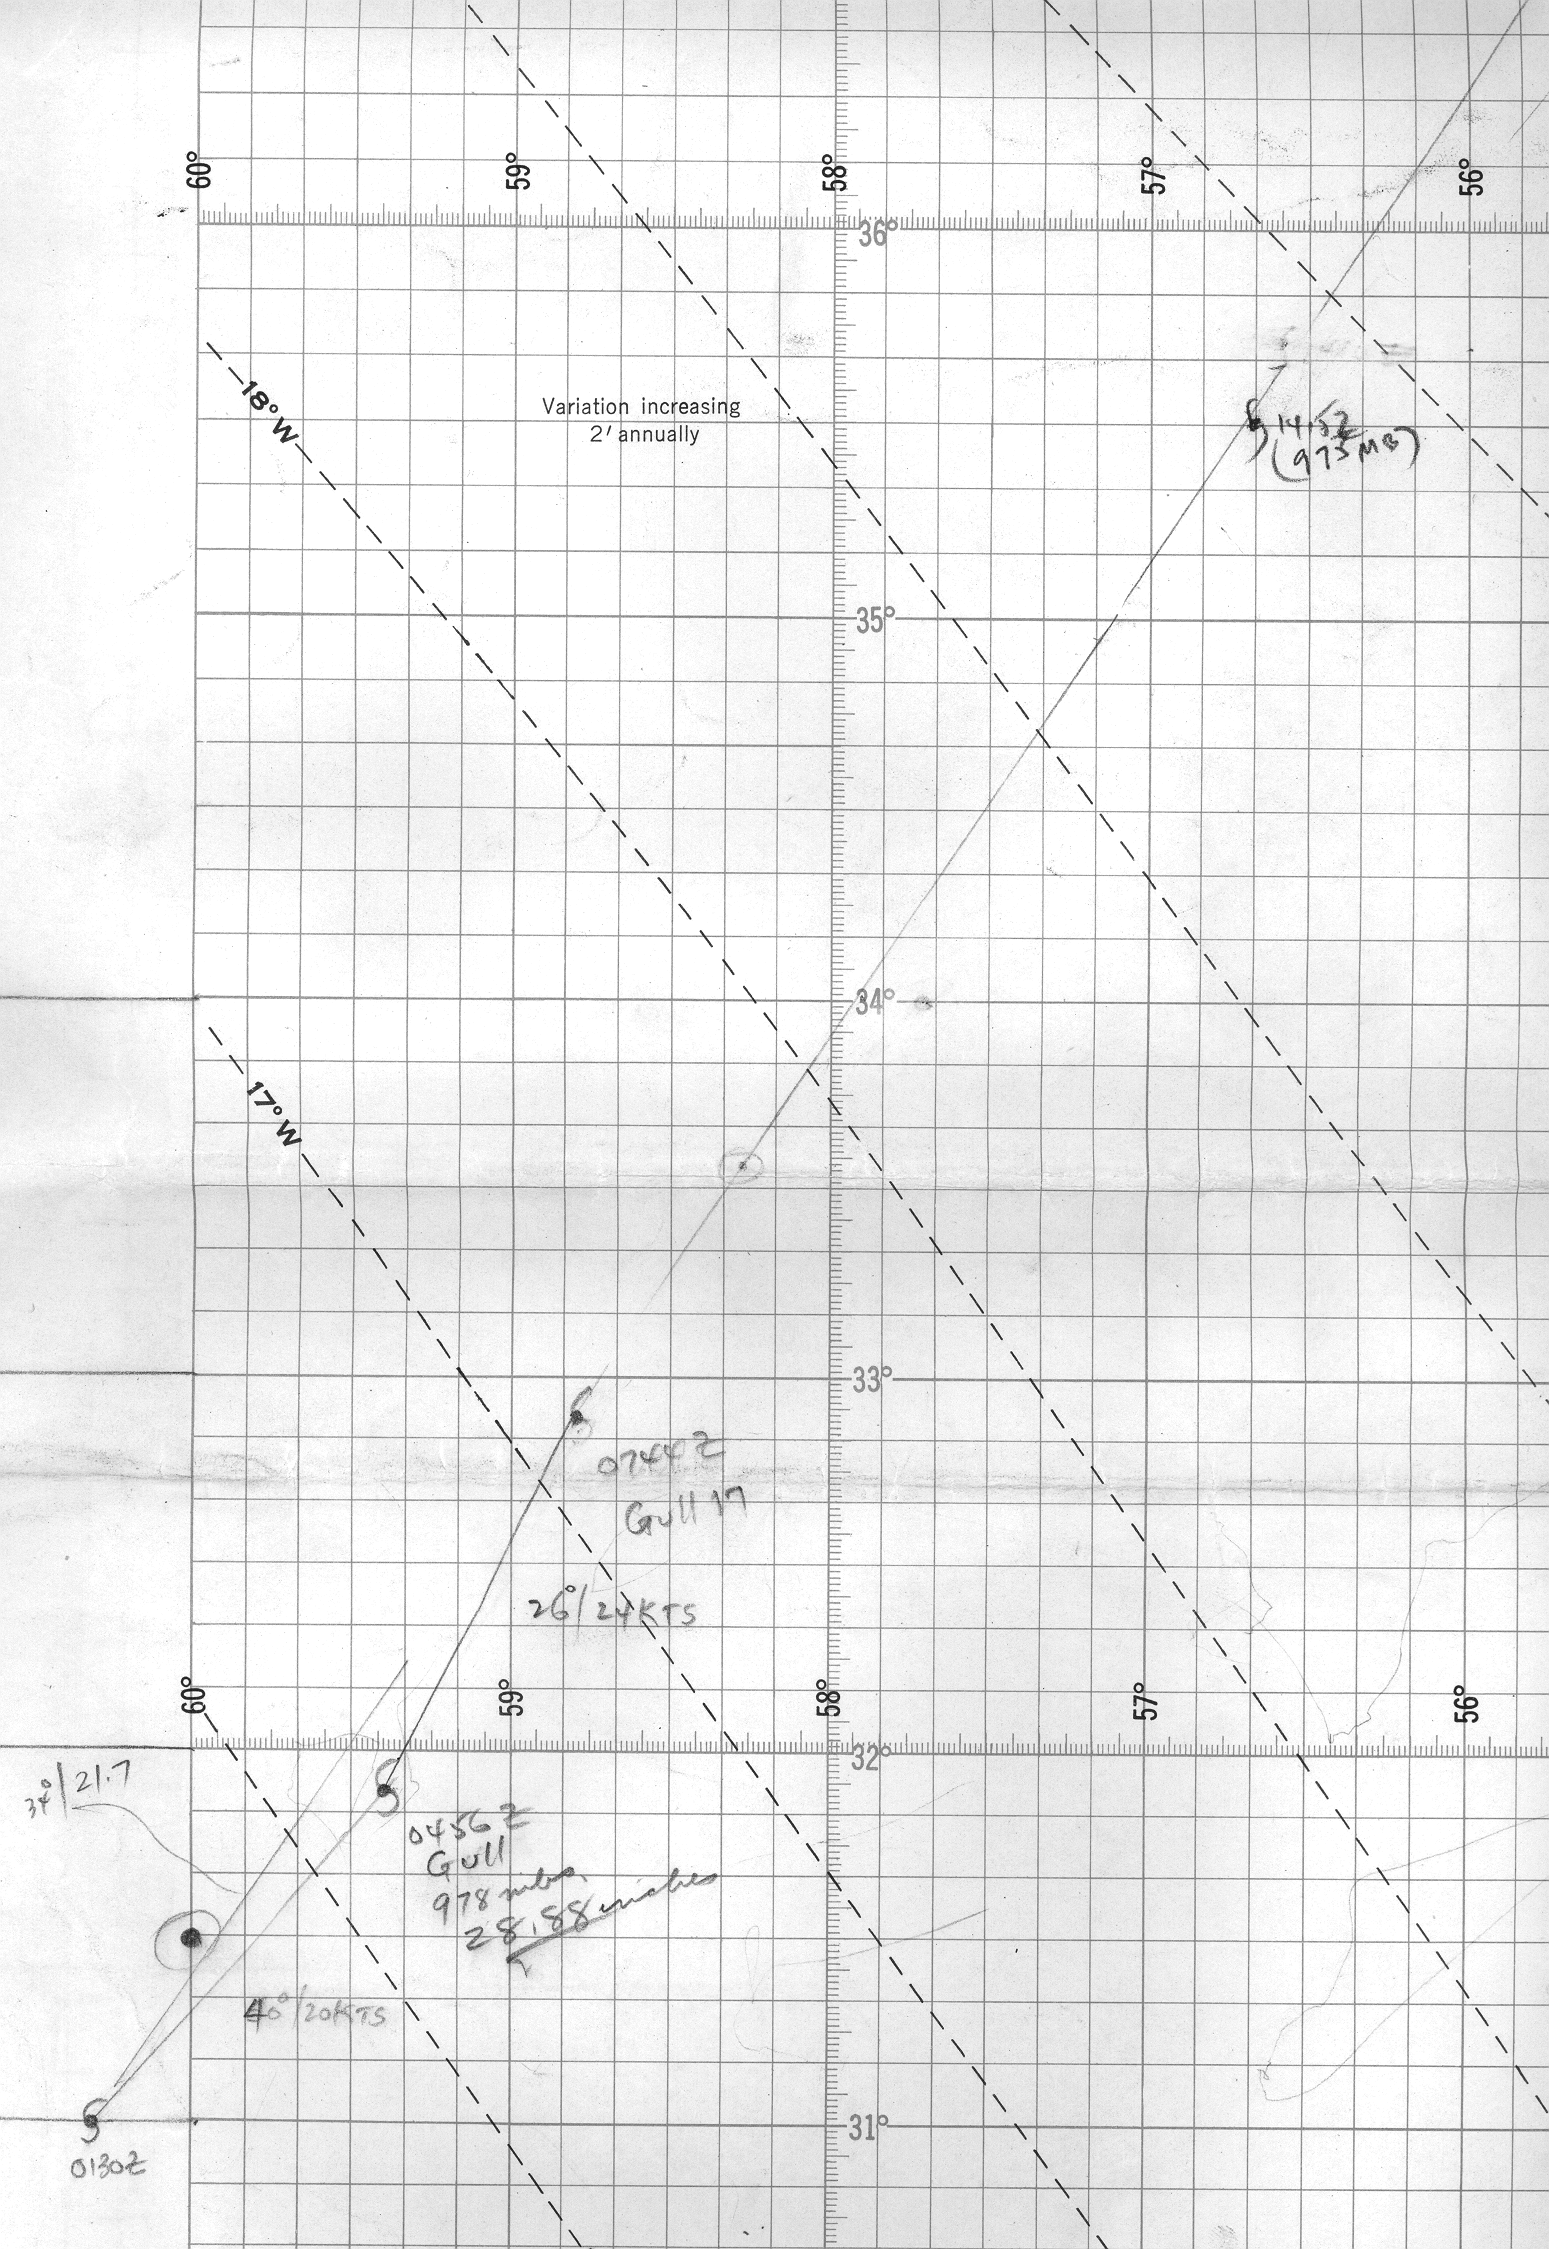 60°
59°
58°
57°
56°
36°
18°W
Variation increasing
2′ annually
(975 MB)
35°
34°
17°W
33°
0744Z
Gull 17
26°/24KTS
60°
59°
58°
57°
56°
32°
34°/21.7
0456Z
Gull
978 mbs
28.88 inches
40°/20KTS
31°
0130Z